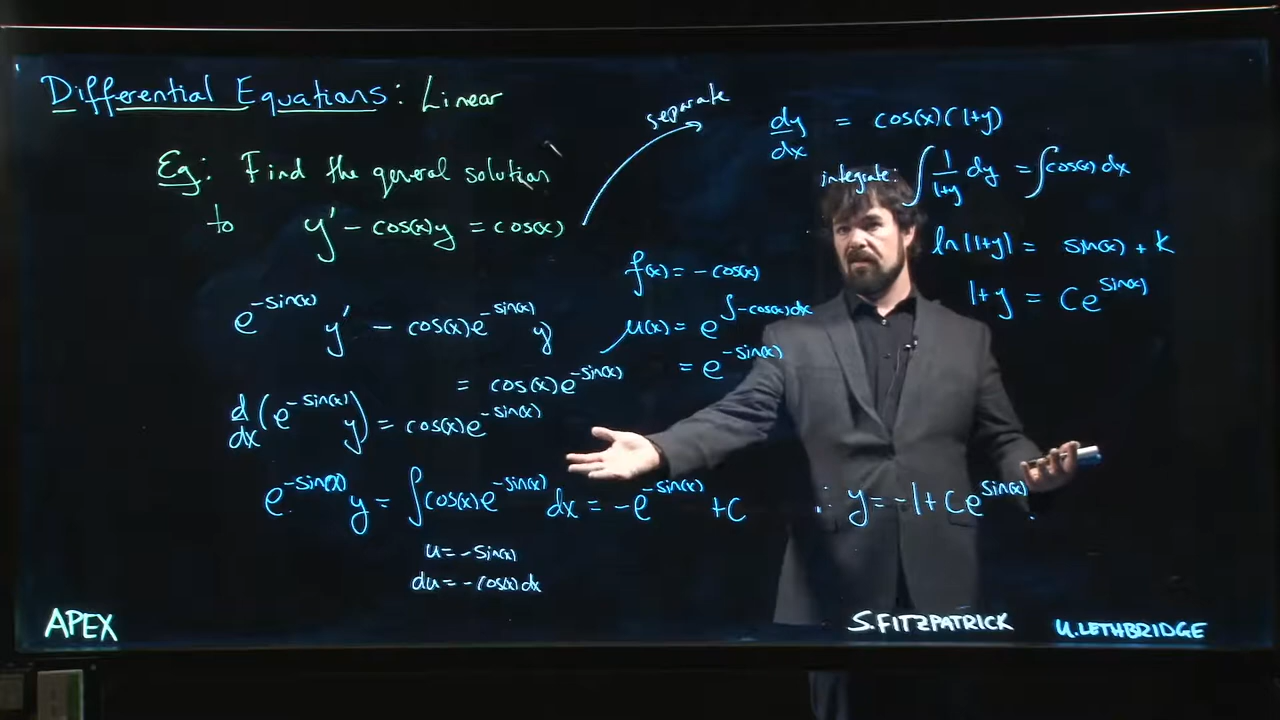 Differential Equations: Linear
Eg: Find the general solution
to y' - cos(x)y = cos(x)
e^{-sin(x)} y' - cos(x)e^{-sin(x)} y
= cos(x)e^{-sin(x)}
d/dx (e^{-sin(x)} y) = cos(x)e^{-sin(x)}
e^{-sin(x)} y = ∫cos(x)e^{-sin(x)} dx = -e^{-sin(x)} + C
u = -sin(x)
du = -cos(x)dx
f(x) = -cos(x)
μ(x) = e^{∫-cos(x)dx}
= e^{-sin(x)}
separate
dy/dx = cos(x)(1+y)
integrate: ∫ 1/(1+y) dy = ∫cos(x) dx
ln|1+y| = sin(x) + K
1+y = Ce^{sin(x)}
∴ y = -1 + Ce^{sin(x)}.
APEX
S.FITZPATRICK
U.LETHBRIDGE